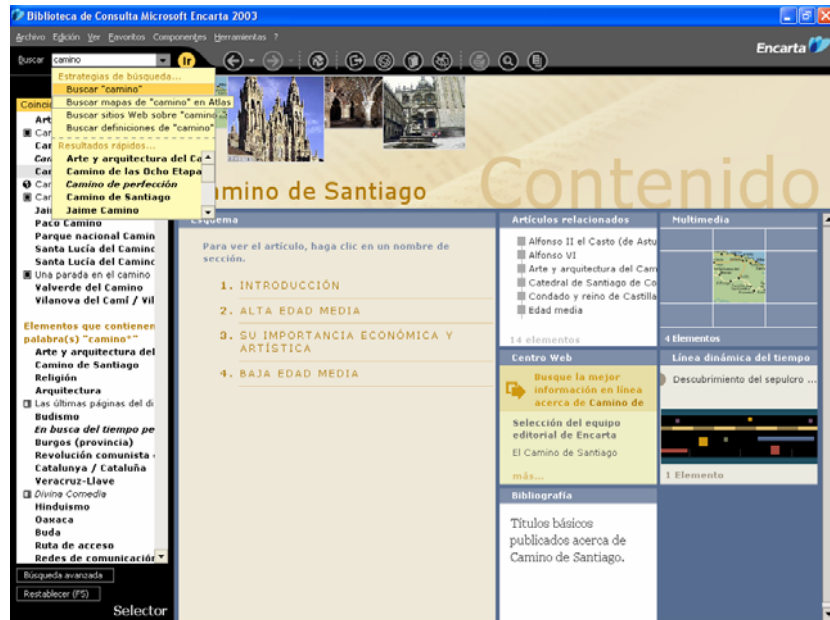 Biblioteca de Consulta Microsoft Encarta 2003
Archivo Edición Ver Favoritos Componentes Herramientas ?
Buscar camino Ir
Encarta
Estrategias de búsqueda...
Buscar "camino"
Buscar mapas de "camino" en Atlas
Buscar sitios Web sobre "camino"
Buscar definiciones de "camino"
Resultados rápidos...
Arte y arquitectura del Ca
Camino de las Ocho Etapa
Camino de perfección
Camino de Santiago
Jaime Camino
Coinci
Art
Car
Car
Car
Jai
Paco Camino
Parque nacional Camin
Santa Lucía del Caminc
Santa Lucía del Caminc
Una parada en el camino
Valverde del Camino
Vilanova del Camí / Vil
Elementos que contienen
palabra(s) "camino*"
Arte y arquitectura del
Camino de Santiago
Religión
Arquitectura
Las últimas páginas del di
Budismo
En busca del tiempo pe
Burgos (provincia)
Revolución comunista
Catalunya / Cataluña
Veracruz-Llave
Divina Comedia
Hinduismo
Oaxaca
Buda
Ruta de acceso
Redes de comunicación
Búsqueda avanzada
Restablecer (F5)
Selector
amino de Santiago
Contenido
Esquema
Para ver el artículo, haga clic en un nombre de
sección.
1. INTRODUCCIÓN
2. ALTA EDAD MEDIA
3. SU IMPORTANCIA ECONÓMICA Y
ARTÍSTICA
4. BAJA EDAD MEDIA
Artículos relacionados
Alfonso II el Casto (de Astu
Alfonso VI
Arte y arquitectura del Cam
Catedral de Santiago de Co
Condado y reino de Castilla
Edad media
14 elementos
Multimedia
4 Elementos
Centro Web
Busque la mejor
información en línea
acerca de Camino de
Selección del equipo
editorial de Encarta
El Camino de Santiago
más...
Línea dinámica del tiempo
Descubrimiento del sepulcro ...
1 Elemento
Bibliografía
Títulos básicos
publicados acerca de
Camino de Santiago.